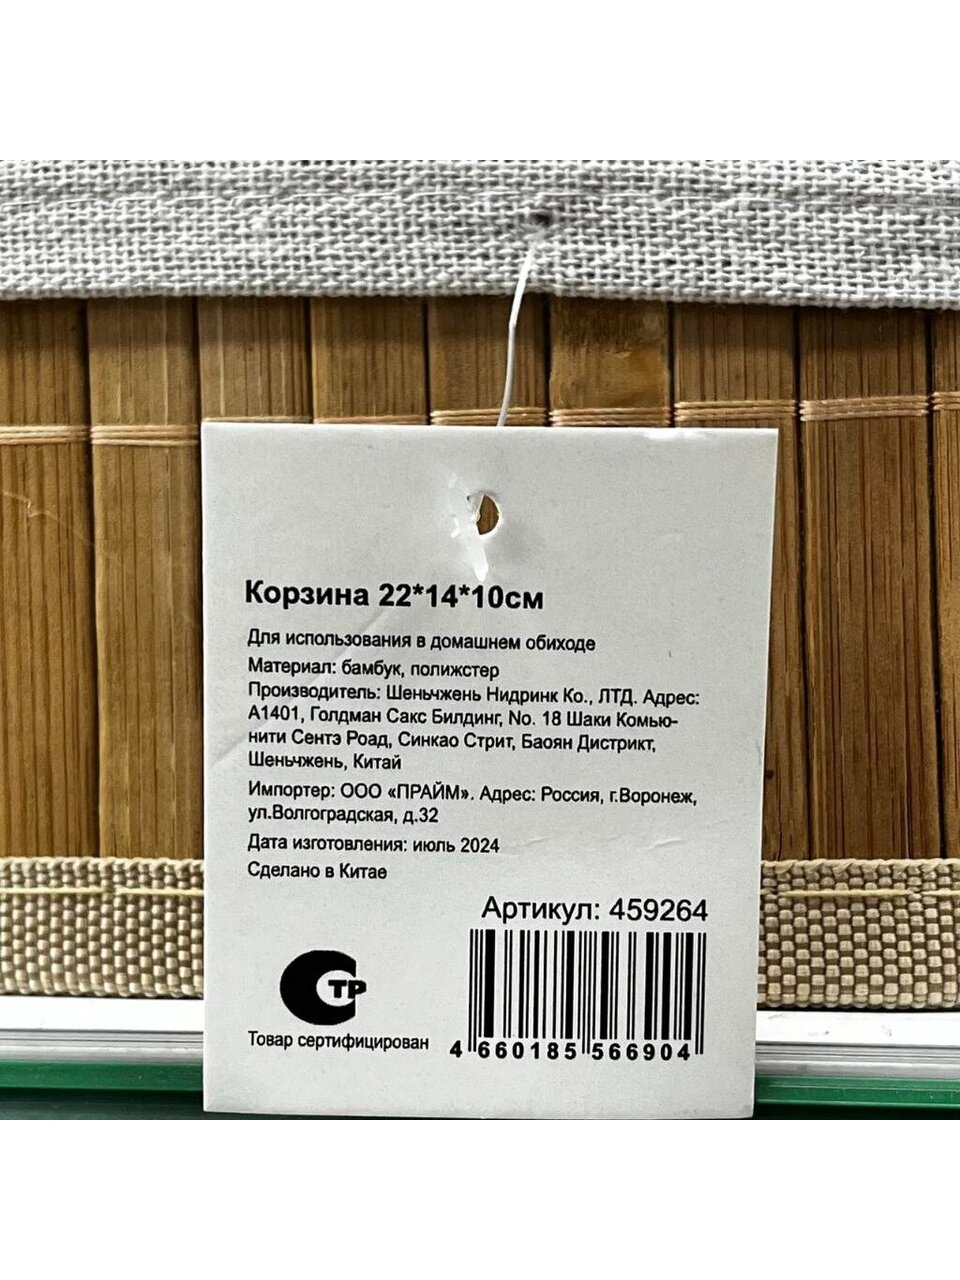 Корзина 22*14*10см
Для использования в домашнем обиходе
Материал: бамбук, полижстер
Производитель: Шеньчжень Нидринк Ко., ЛТД. Адрес:
А1401, Голдман Сакс Билдинг, No. 18 Шаки Комью-
нити Сентэ Роад, Синкао Стрит, Баоян Дистрикт,
Шеньчжень, Китай
Импортер: ООО «ПРАЙМ». Адрес: Россия, г.Воронеж,
ул.Волгоградская, д.32
Дата изготовления: июль 2024
Сделано в Китае
Артикул: 459264
СТР
Товар сертифицирован
4 660185 566904